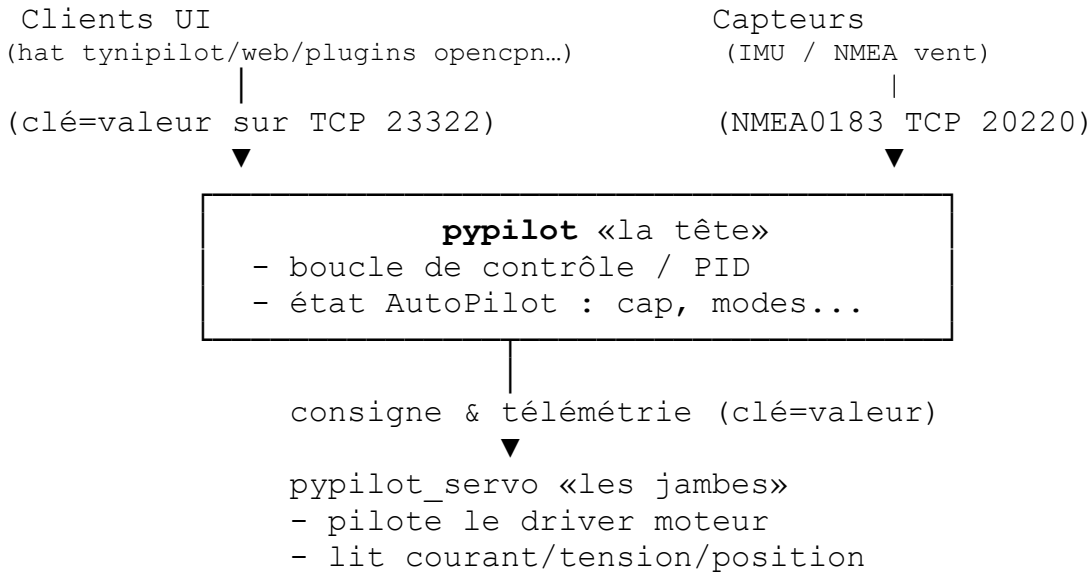 Clients UI
Capteurs
(hat tynipilot/web/plugins opencpn…)
(IMU / NMEA vent)
(clé=valeur sur TCP 23322)
(NMEA0183 TCP 20220)
pypilot «la tête»
- boucle de contrôle / PID
- état AutoPilot : cap, modes...
consigne & télémétrie (clé=valeur)
pypilot_servo «les jambes»
- pilote le driver moteur
- lit courant/tension/position